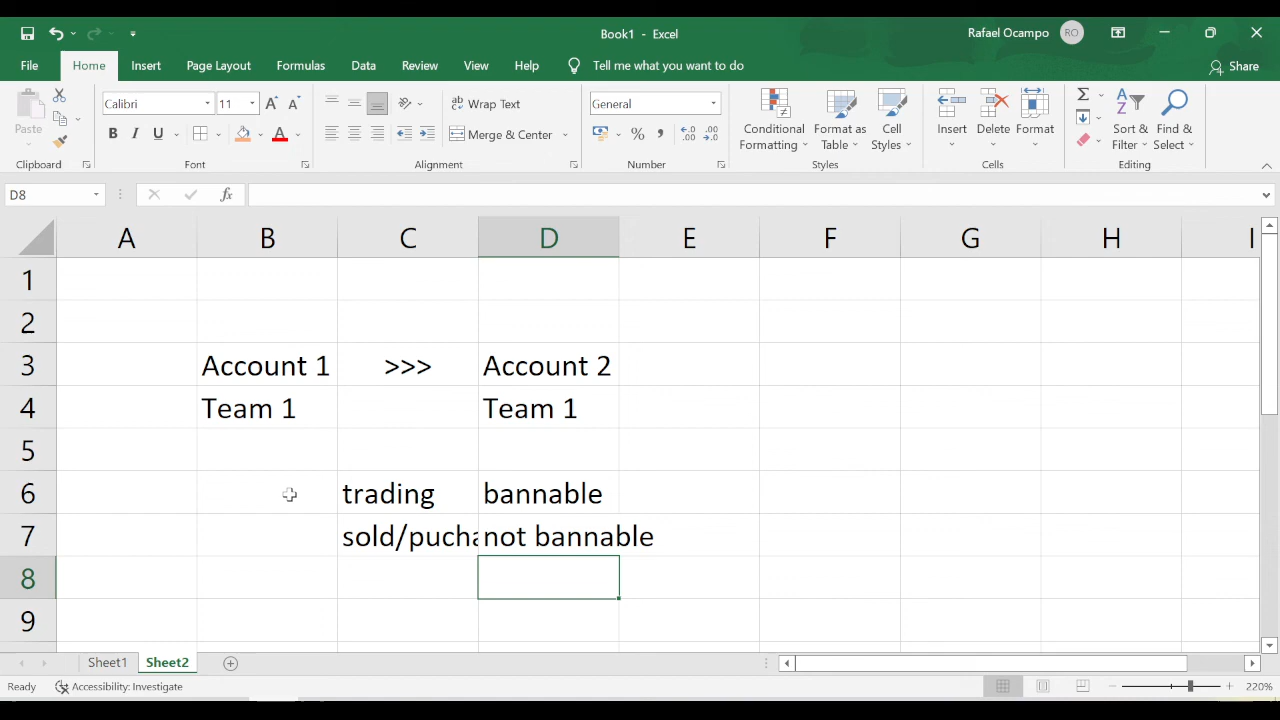 Book1 - Excel
Rafael Ocampo RO
File Home Insert Page Layout Formulas Data Review View Help Tell me what you want to do Share
Paste
Clipboard
Calibri 11
B I U
Font
Wrap Text
Merge & Center
Alignment
General
Number
Conditional Formatting
Format as Table
Cell Styles
Styles
Insert Delete
Cells
Sort & Filter
Find & Select
Editing
D8 fx
A B C D E F G H I
1
2
3 Account 1 >>> Account 2
4 Team 1 Team 1
5
6 trading bannable
7 sold/pucha not bannable
8
9
Sheet1 Sheet2
Ready Accessibility: Investigate 220%